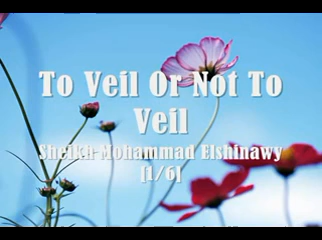 To Veil Or Not To
Veil
Sheikh Mohammad Elshinawy
[1/6]